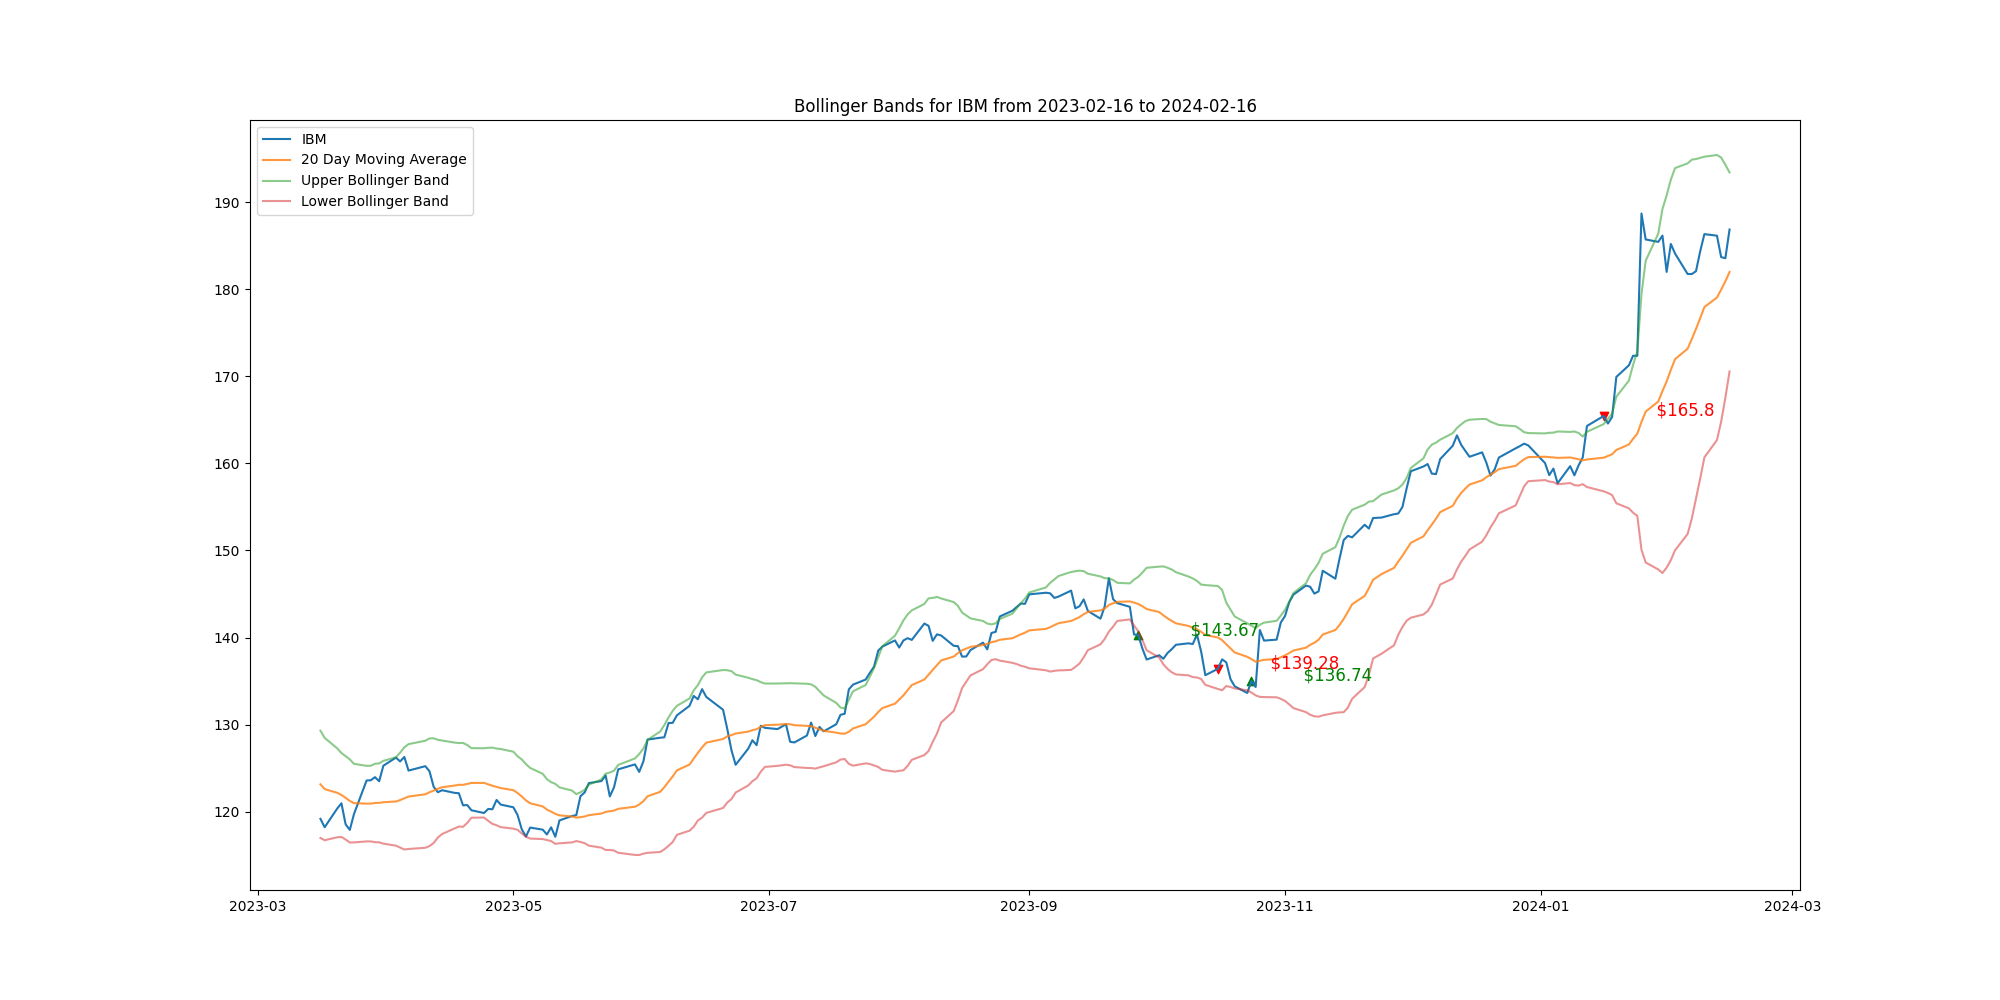 Bollinger Bands for IBM from 2023-02-16 to 2024-02-16
IBM
20 Day Moving Average
Upper Bollinger Band
Lower Bollinger Band
190
180
170
$165.8
160
150
140
$143.67
$139.28
$136.74
130
120
2023-03 2023-05 2023-07 2023-09 2023-11 2024-01 2024-03